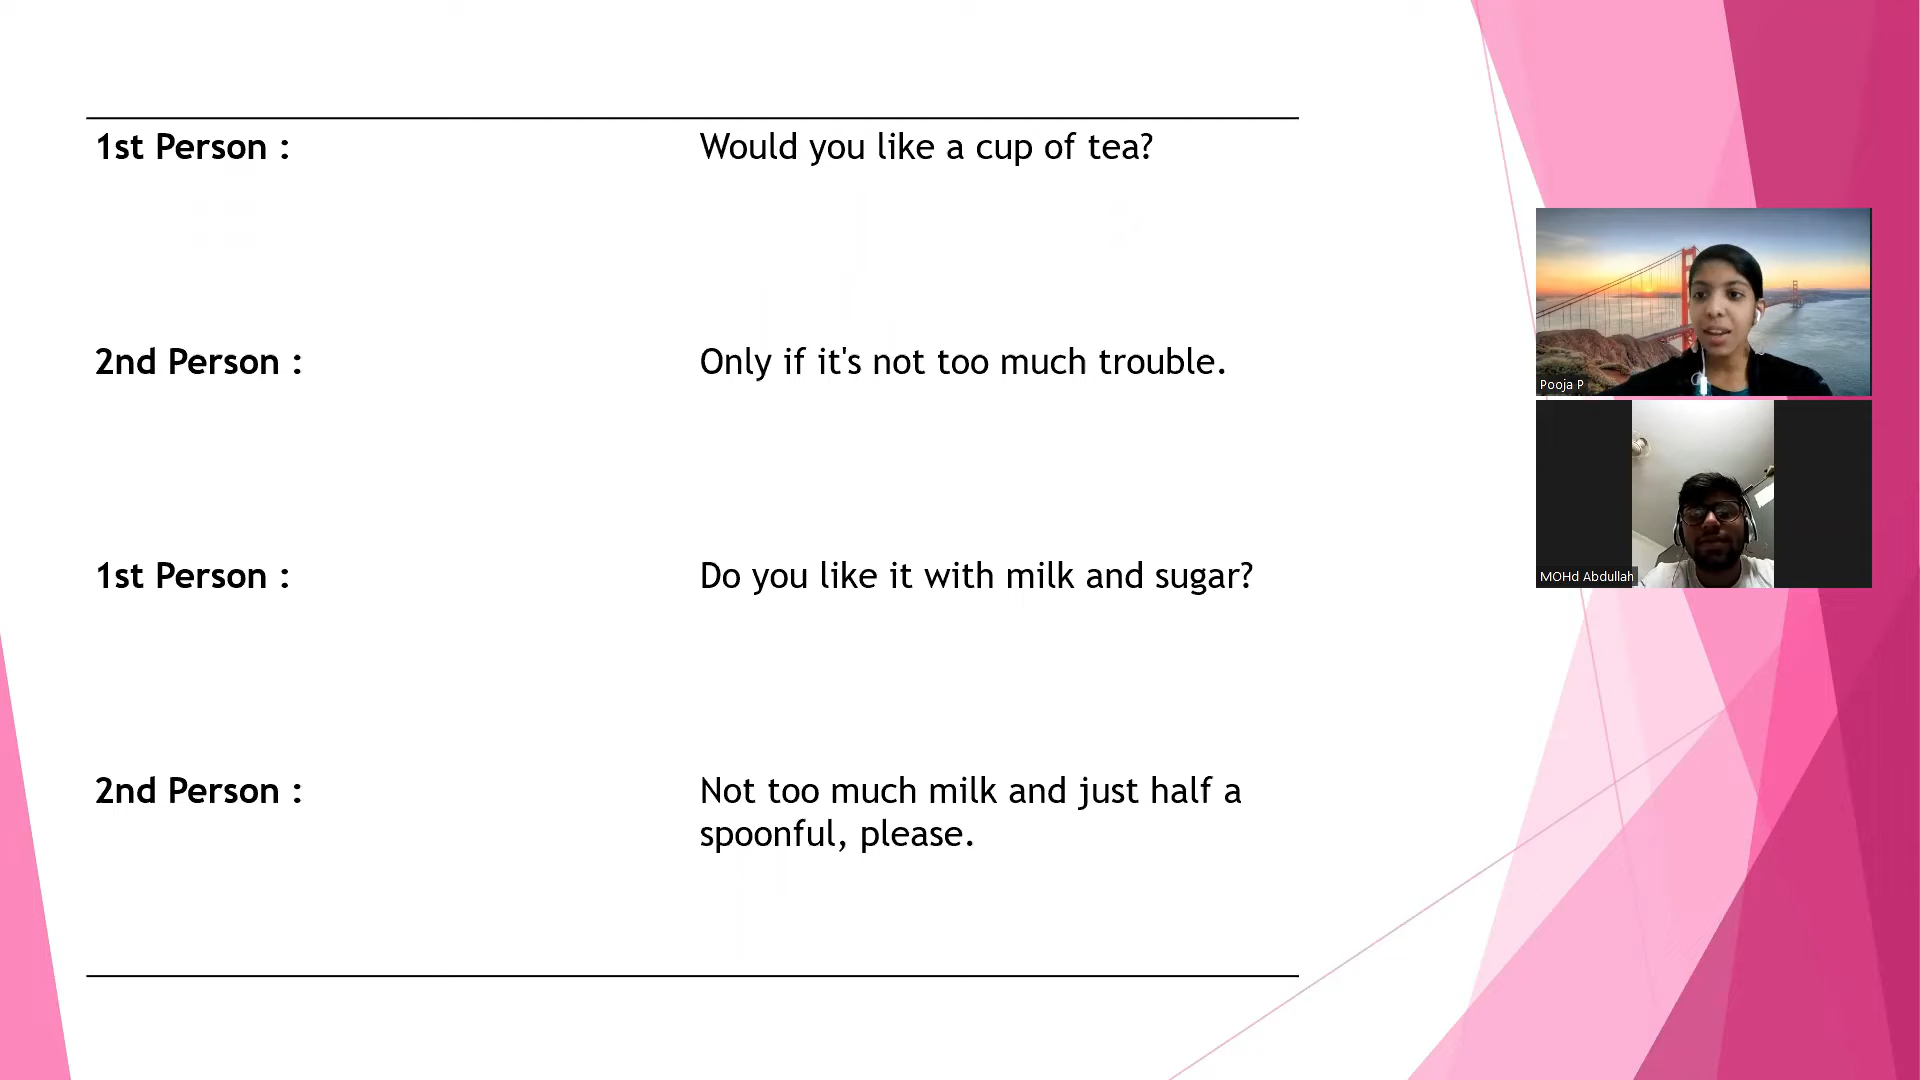 1st Person :
Would you like a cup of tea?
2nd Person :
Only if it's not too much trouble.
1st Person :
Do you like it with milk and sugar?
2nd Person :
Not too much milk and just half a
spoonful, please.
Pooja P
MOHd Abdullah